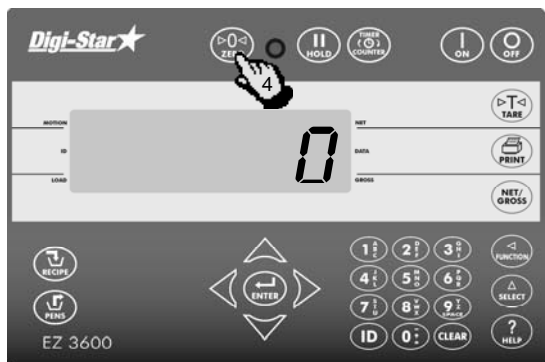 Digi-Star
▷0◁ ZERO
HOLD
TIMER COUNTER
ON
OFF
4
▷T◁ TARE
MOTION
NET
ID
DATA
PRINT
0
LOAD
GROSS
NET/ GROSS
RECIPE
PENS
ENTER
1 A B C
2 D E F
3 G H I
FUNCTION
4 J K L
5 M N O
6 P Q R
SELECT
7 S T U
8 V W X
9 Y Z SPACE
ID
0
CLEAR
? HELP
EZ 3600